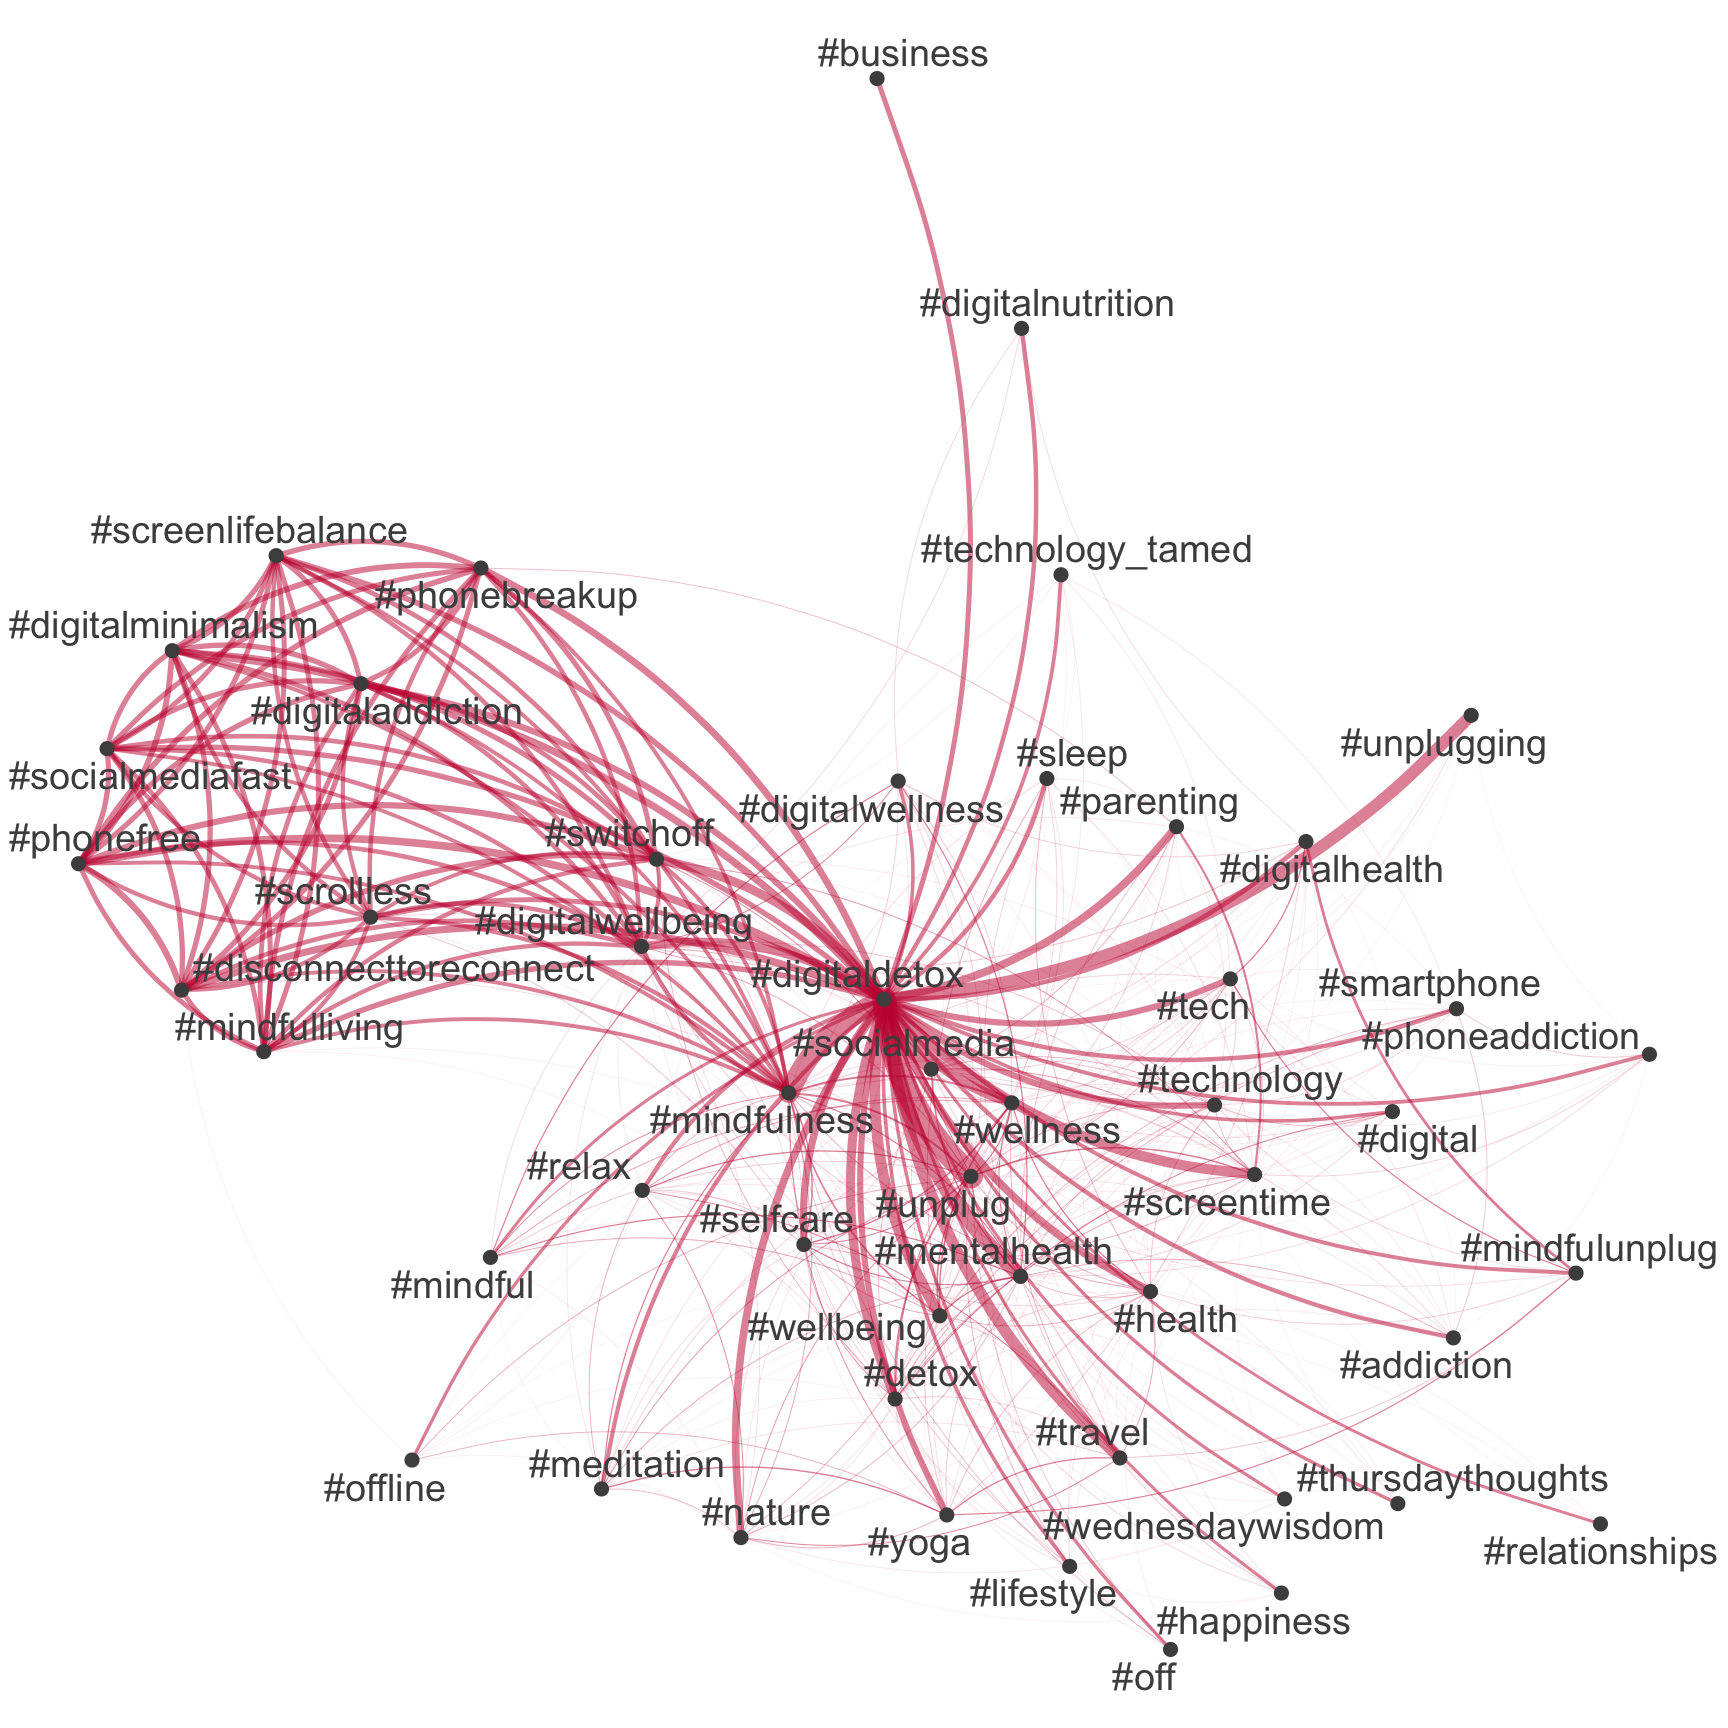 #business
#digitalnutrition
#screenlifebalance
#technology_tamed
#phonebreakup
#digitalminimalism
#digitaladdiction
#unplugging
#sleep
#socialmediafast
#parenting
#digitalwellness
#switchoff
#phonefree
#digitalhealth
#scrollless
#digitalwellbeing
#disconnecttoreconnect
#digitaldetox
#smartphone
#tech
#mindfulliving
#phoneaddiction
#socialmedia
#technology
#mindfulness
#wellness
#digital
#relax
#screentime
#unplug
#selfcare
#mentalhealth
#mindfulunplug
#mindful
#health
#wellbeing
#addiction
#detox
#travel
#meditation
#thursdaythoughts
#offline
#nature
#wednesdaywisdom
#yoga
#relationships
#lifestyle
#happiness
#off